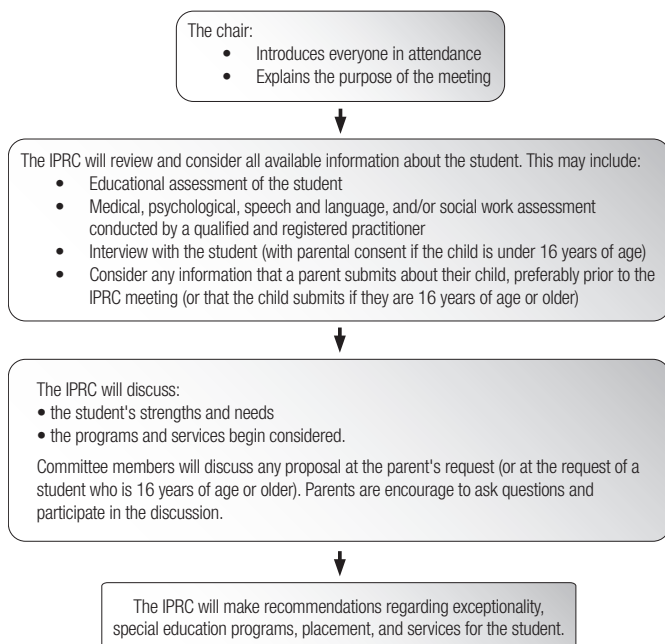 The chair:
• Introduces everyone in attendance
• Explains the purpose of the meeting
The IPRC will review and consider all available information about the student. This may include:
• Educational assessment of the student
• Medical, psychological, speech and language, and/or social work assessment
conducted by a qualified and registered practitioner
• Interview with the student (with parental consent if the child is under 16 years of age)
• Consider any information that a parent submits about their child, preferably prior to the
IPRC meeting (or that the child submits if they are 16 years of age or older)
The IPRC will discuss:
• the student's strengths and needs
• the programs and services begin considered.
Committee members will discuss any proposal at the parent's request (or at the request of a
student who is 16 years of age or older). Parents are encourage to ask questions and
participate in the discussion.
The IPRC will make recommendations regarding exceptionality,
special education programs, placement, and services for the student.